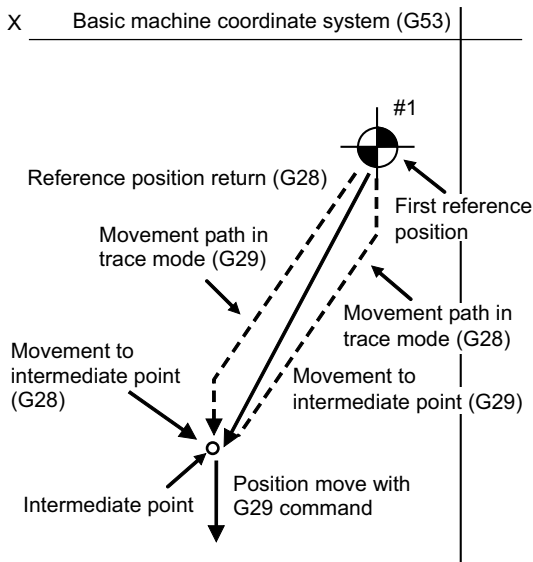 X
Basic machine coordinate system (G53)
#1
Reference position return (G28)
First reference
position
Movement path in
trace mode (G29)
Movement path in
trace mode (G28)
Movement to
intermediate point
(G28)
Movement to
intermediate point (G29)
Intermediate point
Position move with
G29 command